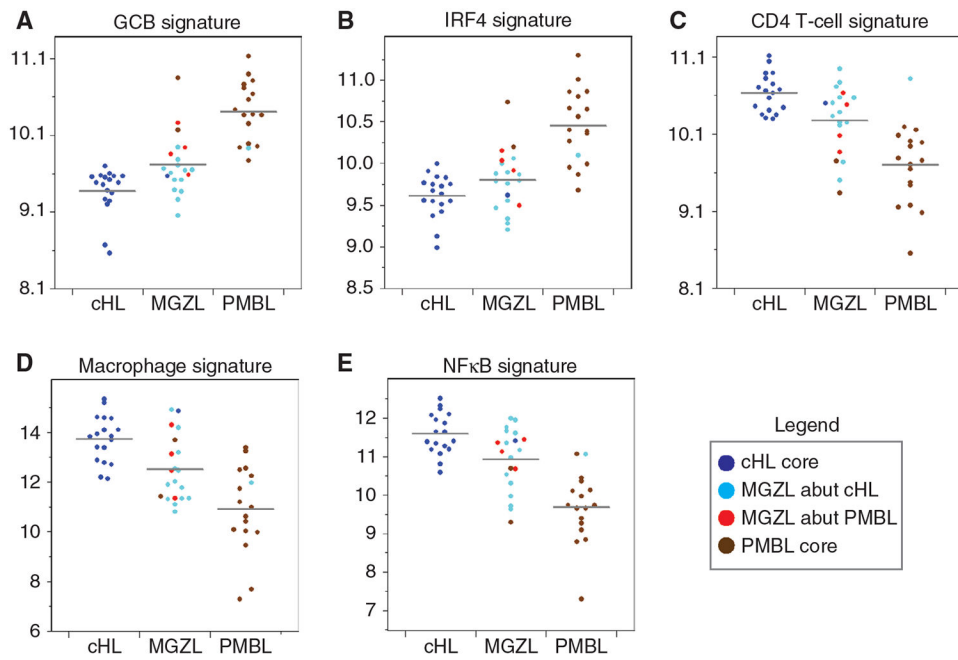 A GCB signature
11.1
10.1
9.1
8.1
cHL MGZL PMBL
B IRF4 signature
11.0
10.5
10.0
9.5
9.0
8.5
cHL MGZL PMBL
C CD4 T-cell signature
11.1
10.1
9.1
8.1
cHL MGZL PMBL
D Macrophage signature
14
12
10
8
6
cHL MGZL PMBL
E NFκB signature
12
11
10
9
8
7
cHL MGZL PMBL
Legend
cHL core
MGZL abut cHL
MGZL abut PMBL
PMBL core